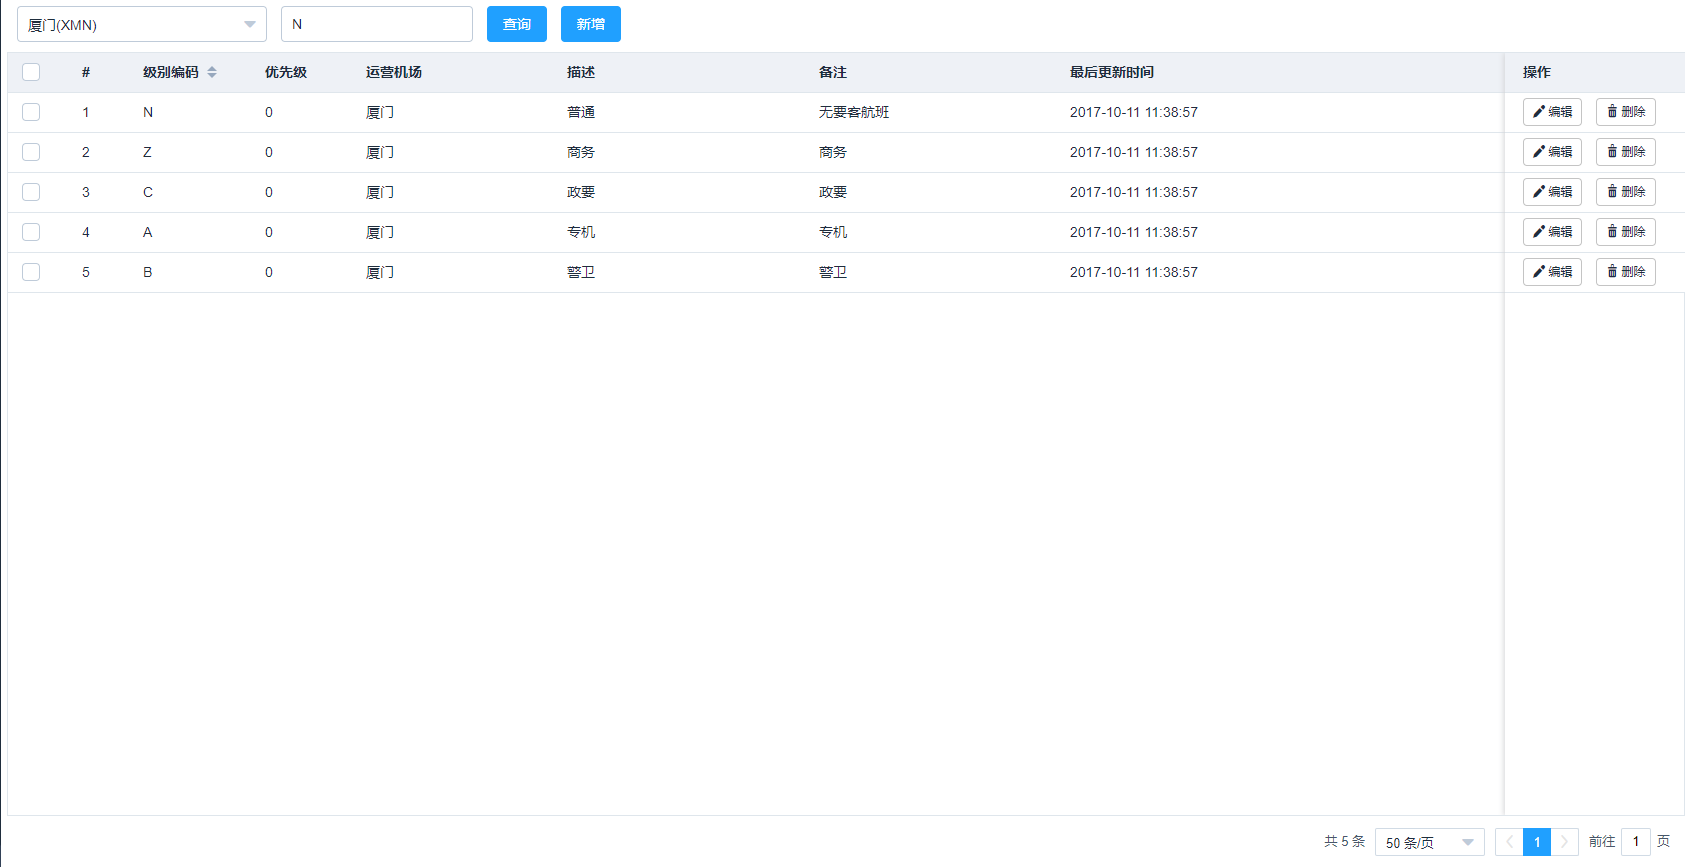 厦门(XMN) N 查询 新增
# 级别编码 优先级 运营机场 描述 备注 最后更新时间 操作
1 N 0 厦门 普通 无要客航班 2017-10-11 11:38:57 编辑 删除
2 Z 0 厦门 商务 商务 2017-10-11 11:38:57 编辑 删除
3 C 0 厦门 政要 政要 2017-10-11 11:38:57 编辑 删除
4 A 0 厦门 专机 专机 2017-10-11 11:38:57 编辑 删除
5 B 0 厦门 警卫 警卫 2017-10-11 11:38:57 编辑 删除
共 5 条 50 条/页 1 前往 1 页